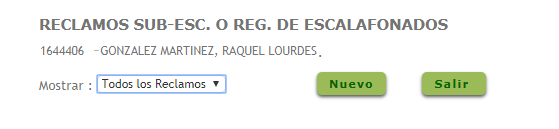 RECLAMOS SUB-ESC. O REG. DE ESCALAFONADOS
1644406 -GONZALEZ MARTINEZ, RAQUEL LOURDES,
Mostrar : Todos los Reclamos Nuevo Salir